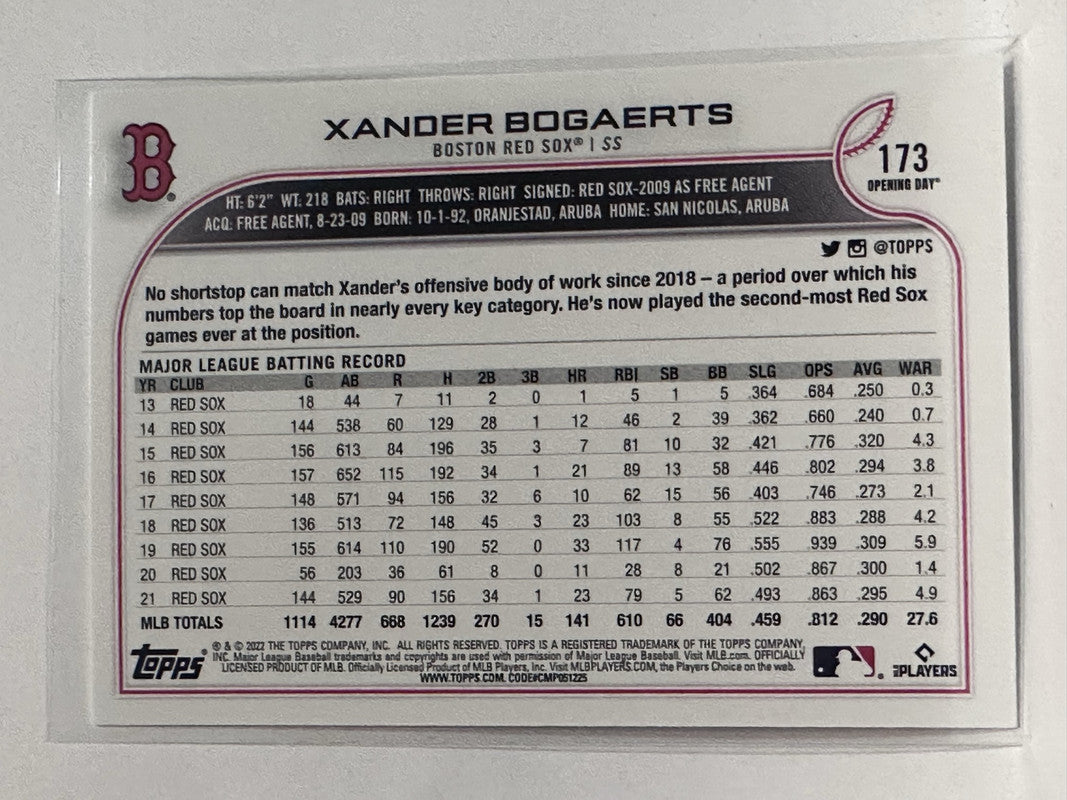 B
XANDER BOGAERTS
BOSTON RED SOX® | SS
173
OPENING DAY®
HT: 6'2" WT: 218 BATS: RIGHT THROWS: RIGHT SIGNED: RED SOX-2009 AS FREE AGENT
ACQ: FREE AGENT, 8-23-09 BORN: 10-1-92, ORANJESTAD, ARUBA HOME: SAN NICOLAS, ARUBA
@TOPPS
No shortstop can match Xander's offensive body of work since 2018 – a period over which his
numbers top the board in nearly every key category. He's now played the second-most Red Sox
games ever at the position.
MAJOR LEAGUE BATTING RECORD
YR CLUB G AB R H 2B 3B HR RBI SB BB SLG OPS AVG WAR
13 RED SOX 18 44 7 11 2 0 1 5 1 5 .364 .684 .250 0.3
14 RED SOX 144 538 60 129 28 1 12 46 2 39 .362 .660 .240 0.7
15 RED SOX 156 613 84 196 35 3 7 81 10 32 .421 .776 .320 4.3
16 RED SOX 157 652 115 192 34 1 21 89 13 58 .446 .802 .294 3.8
17 RED SOX 148 571 94 156 32 6 10 62 15 56 .403 .746 .273 2.1
18 RED SOX 136 513 72 148 45 3 23 103 8 55 .522 .883 .288 4.2
19 RED SOX 155 614 110 190 52 0 33 117 4 76 .555 .939 .309 5.9
20 RED SOX 56 203 36 61 8 0 11 28 8 21 .502 .867 .300 1.4
21 RED SOX 144 529 90 156 34 1 23 79 5 62 .493 .863 .295 4.9
MLB TOTALS 1114 4277 668 1239 270 15 141 610 66 404 .459 .812 .290 27.6
Topps®
® & © 2022 THE TOPPS COMPANY, INC. ALL RIGHTS RESERVED. TOPPS IS A REGISTERED TRADEMARK OF THE TOPPS COMPANY,
INC. Major League Baseball trademarks and copyrights are used with permission of Major League Baseball. Visit MLB.com. OFFICIALLY
LICENSED PRODUCT OF MLB. Officially Licensed Product of MLB Players, Inc. Visit MLBPLAYERS.COM, the Players Choice on the web.
WWW.TOPPS.COM. CODE#CMP051225
PLAYERS